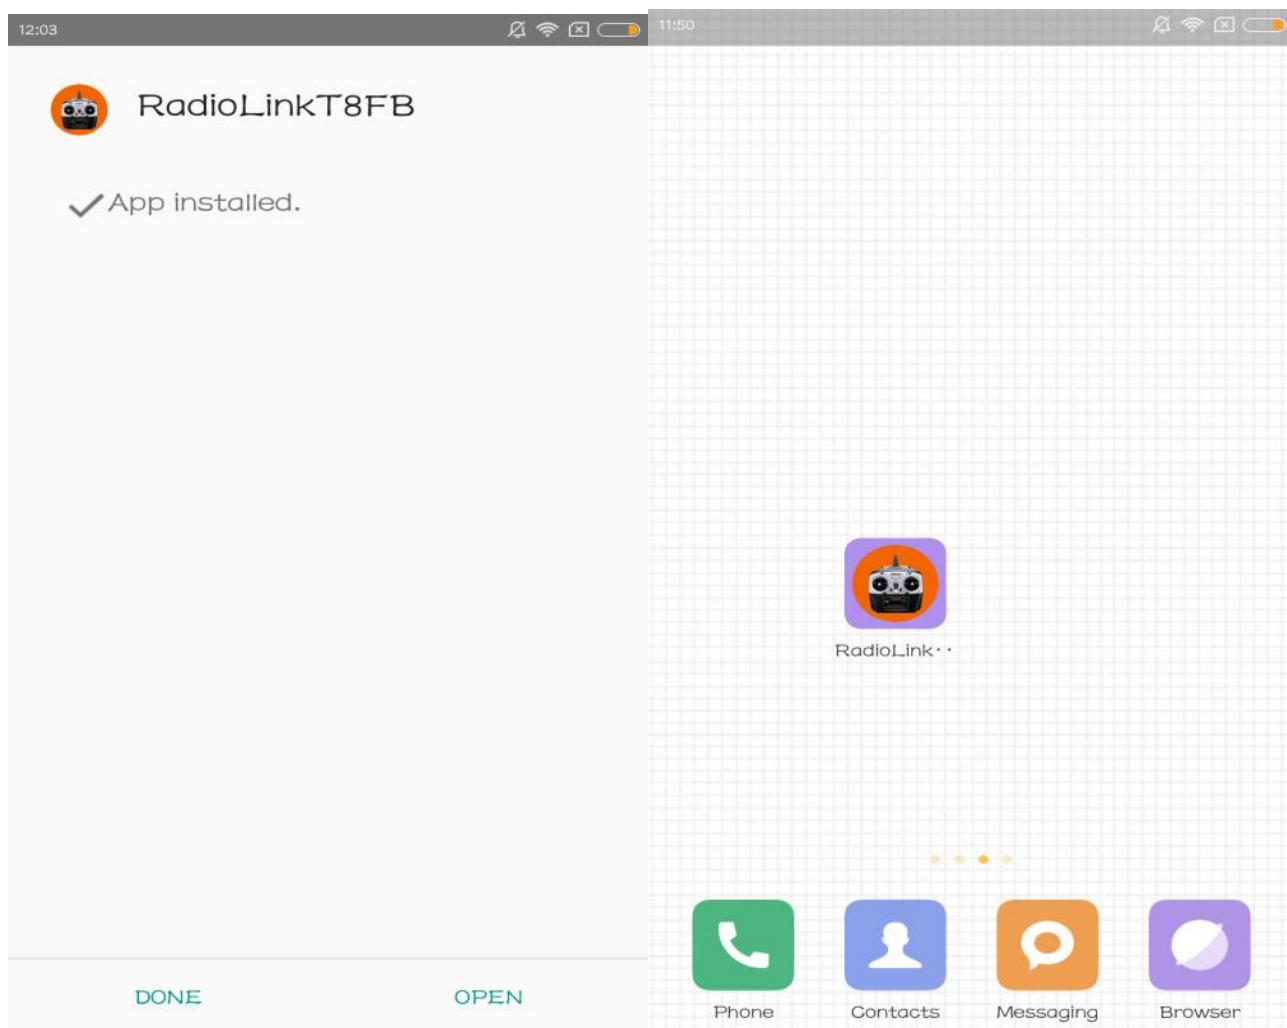 12:03
RadioLinkT8FB
App installed.
DONE
OPEN
11:50
RadioLink··
Phone
Contacts
Messaging
Browser